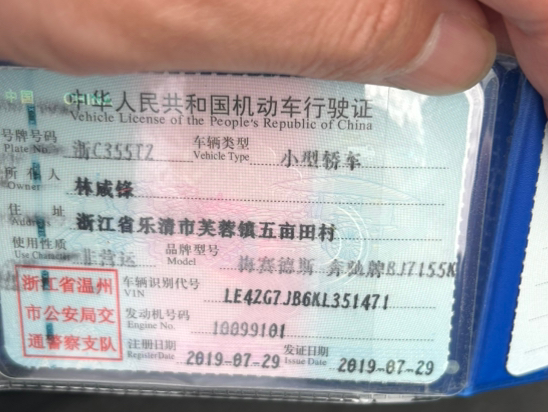 中华人民共和国机动车行驶证
Vehicle License of the People's Republic of China
号牌号码 浙C355T2 车辆类型 小型轿车
Plate No. Vehicle Type
所有人 林威锋
Owner
住址 浙江省乐清市芙蓉镇五亩田村
Address
使用性质 非营运 品牌型号 梅赛德斯 奔驰牌BJ7155K
Use Character Model
浙江省温州 车辆识别代号 LE4ZG7JB6KL351471
VIN
市公安局交 发动机号码 10099101
Engine No.
通警察支队 注册日期 2019-07-29 发证日期 2019-07-29
Register Date Issue Date